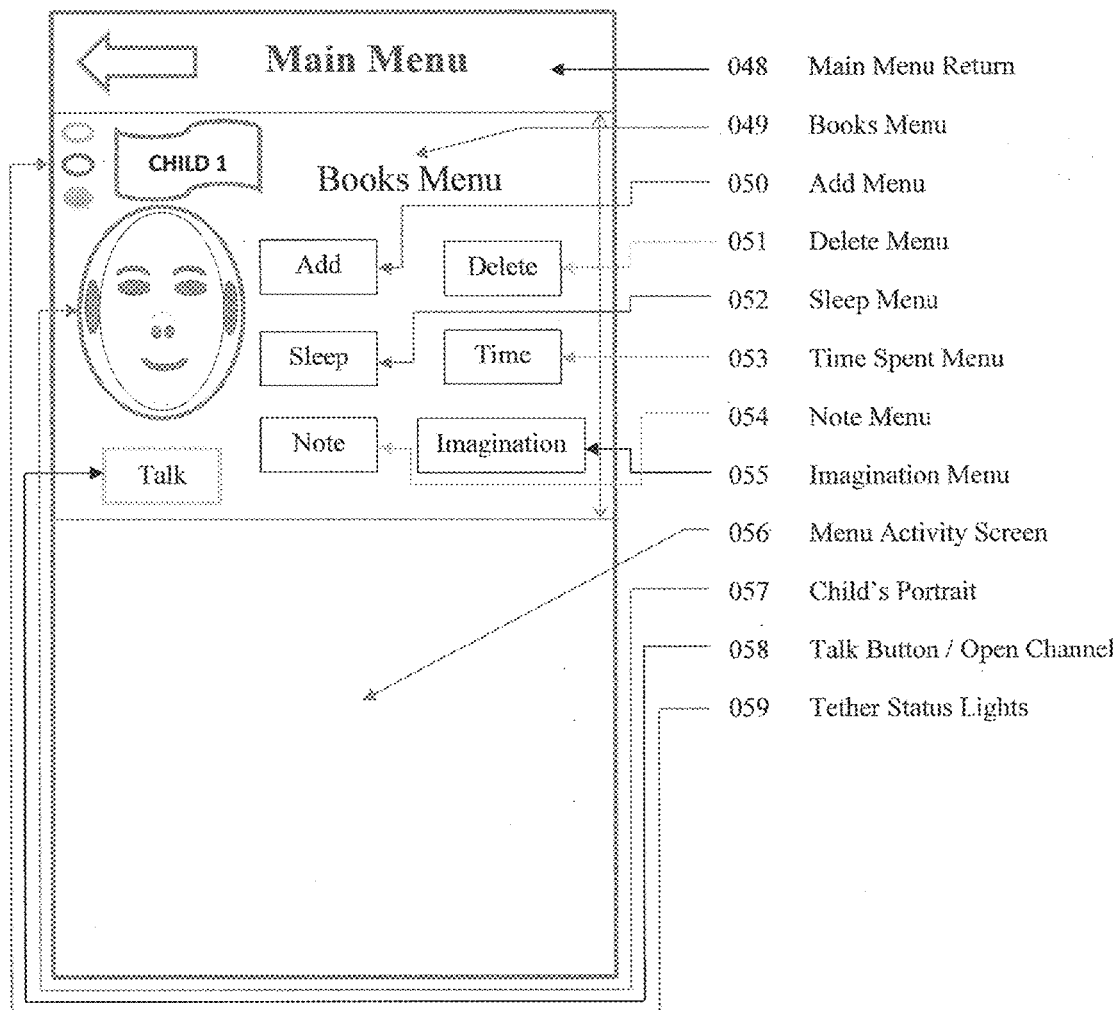 Main Menu
CHILD 1
Books Menu
Add
Delete
Sleep
Time
Note
Imagination
Talk
048 Main Menu Return
049 Books Menu
050 Add Menu
051 Delete Menu
052 Sleep Menu
053 Time Spent Menu
054 Note Menu
055 Imagination Menu
056 Menu Activity Screen
057 Child's Portrait
058 Talk Button / Open Channel
059 Tether Status Lights